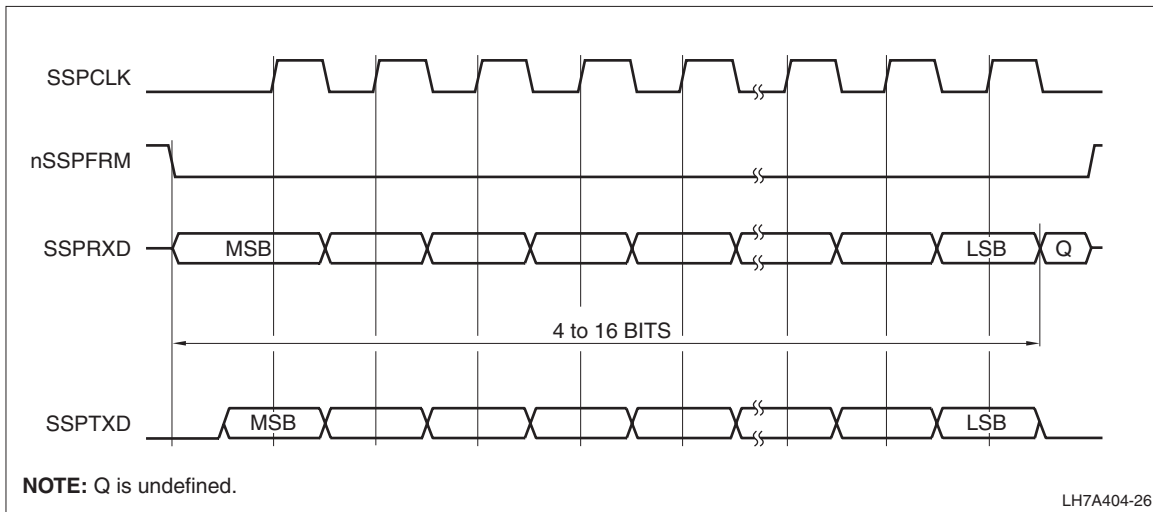 SSPCLK
nSSPFRM
SSPRXD
MSB
LSB
Q
4 to 16 BITS
SSPTXD
MSB
LSB
NOTE: Q is undefined.
LH7A404-26